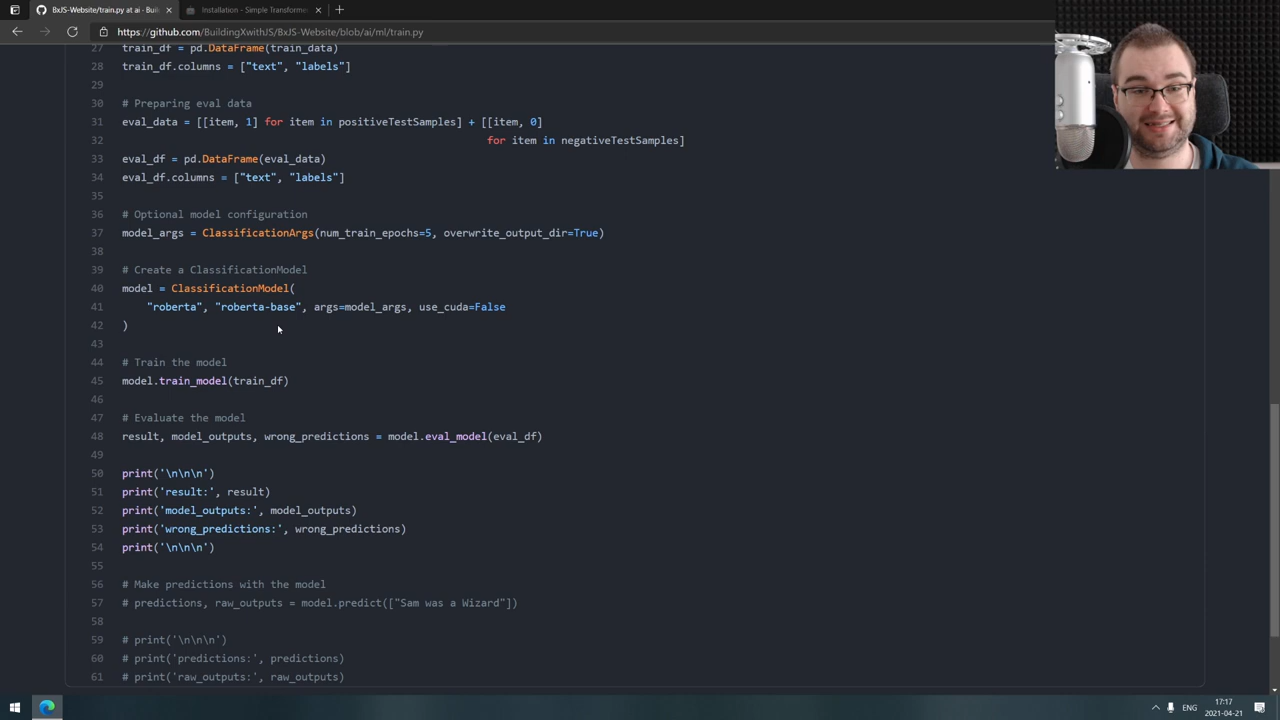 BxJS-Website/train.py at ai · Buil
Installation - Simple Transforme
https://github.com/BuildingXwithJS/BxJS-Website/blob/ai/ml/train.py
27 train_df = pd.DataFrame(train_data)
28 train_df.columns = ["text", "labels"]
29
30 # Preparing eval data
31 eval_data = [[item, 1] for item in positiveTestSamples] + [[item, 0]
32 for item in negativeTestSamples]
33 eval_df = pd.DataFrame(eval_data)
34 eval_df.columns = ["text", "labels"]
35
36 # Optional model configuration
37 model_args = ClassificationArgs(num_train_epochs=5, overwrite_output_dir=True)
38
39 # Create a ClassificationModel
40 model = ClassificationModel(
41 "roberta", "roberta-base", args=model_args, use_cuda=False
42 )
43
44 # Train the model
45 model.train_model(train_df)
46
47 # Evaluate the model
48 result, model_outputs, wrong_predictions = model.eval_model(eval_df)
49
50 print('\n\n\n')
51 print('result:', result)
52 print('model_outputs:', model_outputs)
53 print('wrong_predictions:', wrong_predictions)
54 print('\n\n\n')
55
56 # Make predictions with the model
57 # predictions, raw_outputs = model.predict(["Sam was a Wizard"])
58
59 # print('\n\n\n')
60 # print('predictions:', predictions)
61 # print('raw_outputs:', raw_outputs)
ENG
17:17
2021-04-21